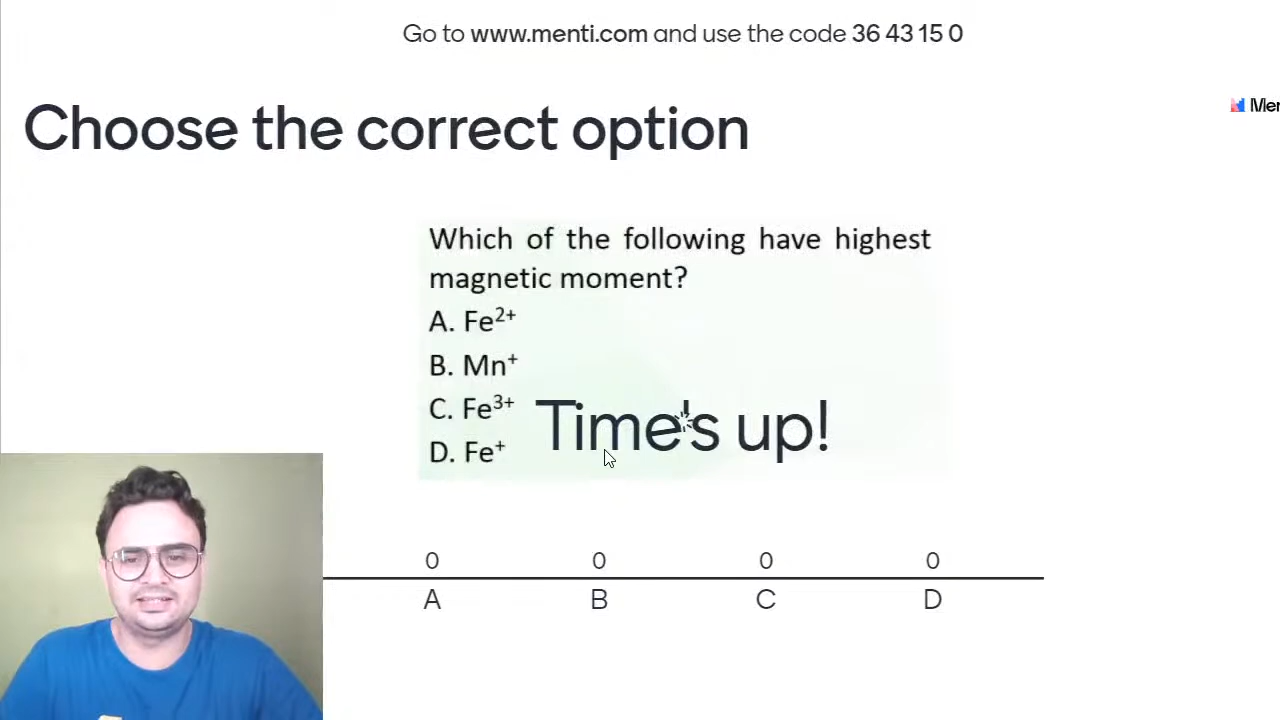 Go to www.menti.com and use the code 36 43 15 0
Choose the correct option
Men
Which of the following have highest
magnetic moment?
A. Fe²⁺
B. Mn⁺
C. Fe³⁺
D. Fe⁺
Time's up!
0 0 0 0
A B C D